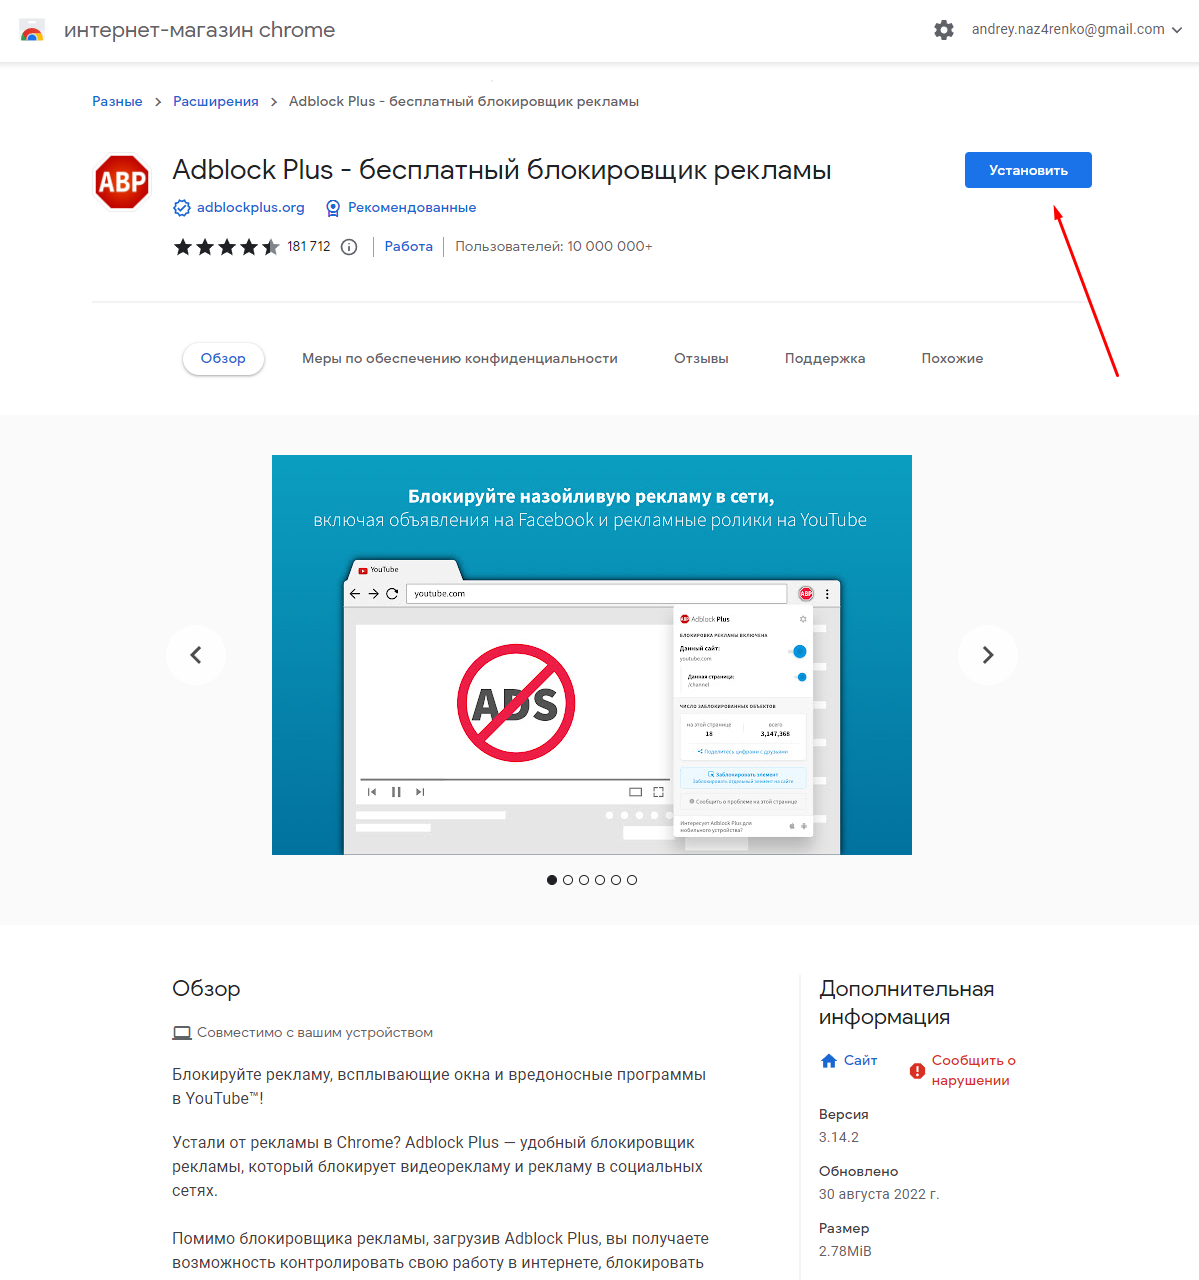 интернет-магазин chrome
andrey.naz4renko@gmail.com
Разные > Расширения > Adblock Plus - бесплатный блокировщик рекламы
ABP
Adblock Plus - бесплатный блокировщик рекламы
Установить
adblockplus.org
Рекомендованные
181 712
Работа
Пользователей: 10 000 000+
Обзор
Меры по обеспечению конфиденциальности
Отзывы
Поддержка
Похожие
Блокируйте назойливую рекламу в сети,
включая объявления на Facebook и рекламные ролики на YouTube
YouTube
youtube.com
ABP
ADS
ABP Adblock Plus
БЛОКИРОВКА РЕКЛАМЫ ВКЛЮЧЕНА
Данный сайт:
youtube.com
Данная страница:
/channel
ЧИСЛО ЗАБЛОКИРОВАННЫХ ОБЪЕКТОВ
на этой странице
всего
18
3,147,368
Поделитесь цифрами с друзьями
Заблокировать элемент
Заблокировать отдельный элемент на сайте
Сообщить о проблеме на этой странице
Интересует Adblock Plus для
мобильного устройства?
Обзор
Совместимо с вашим устройством
Блокируйте рекламу, всплывающие окна и вредоносные программы
в YouTube™!
Устали от рекламы в Chrome? Adblock Plus — удобный блокировщик
рекламы, который блокирует видеорекламу и рекламу в социальных
сетях.
Помимо блокировщика рекламы, загрузив Adblock Plus, вы получаете
возможность контролировать свою работу в интернете, блокировать
Дополнительная
информация
Сайт
Сообщить о
нарушении
Версия
3.14.2
Обновлено
30 августа 2022 г.
Размер
2.78MiB